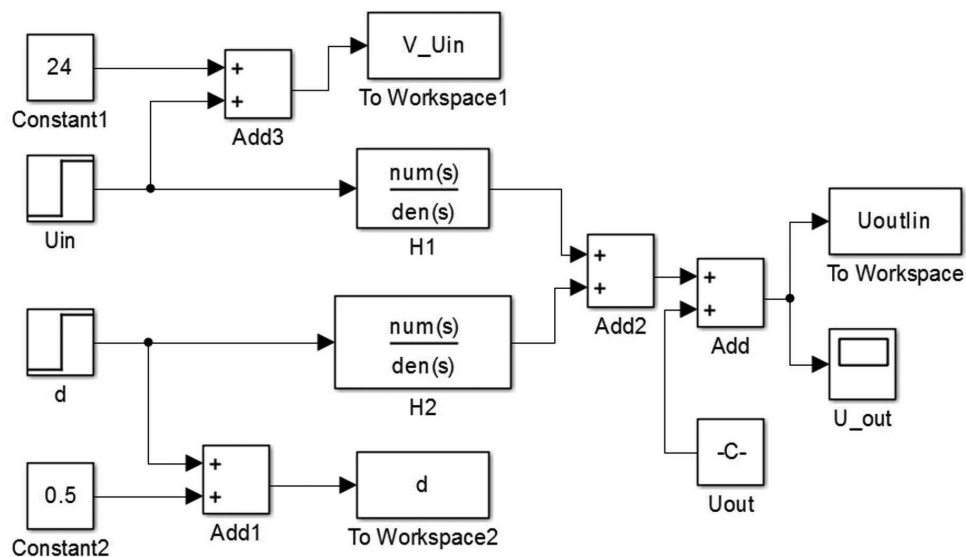 24
Constant1
+
+
Add3
V_Uin
To Workspace1
Uin
num(s)
den(s)
H1
+
+
Add2
+
+
Add
Uoutlin
To Workspace
U_out
d
num(s)
den(s)
H2
-C-
Uout
0.5
Constant2
+
+
Add1
d
To Workspace2